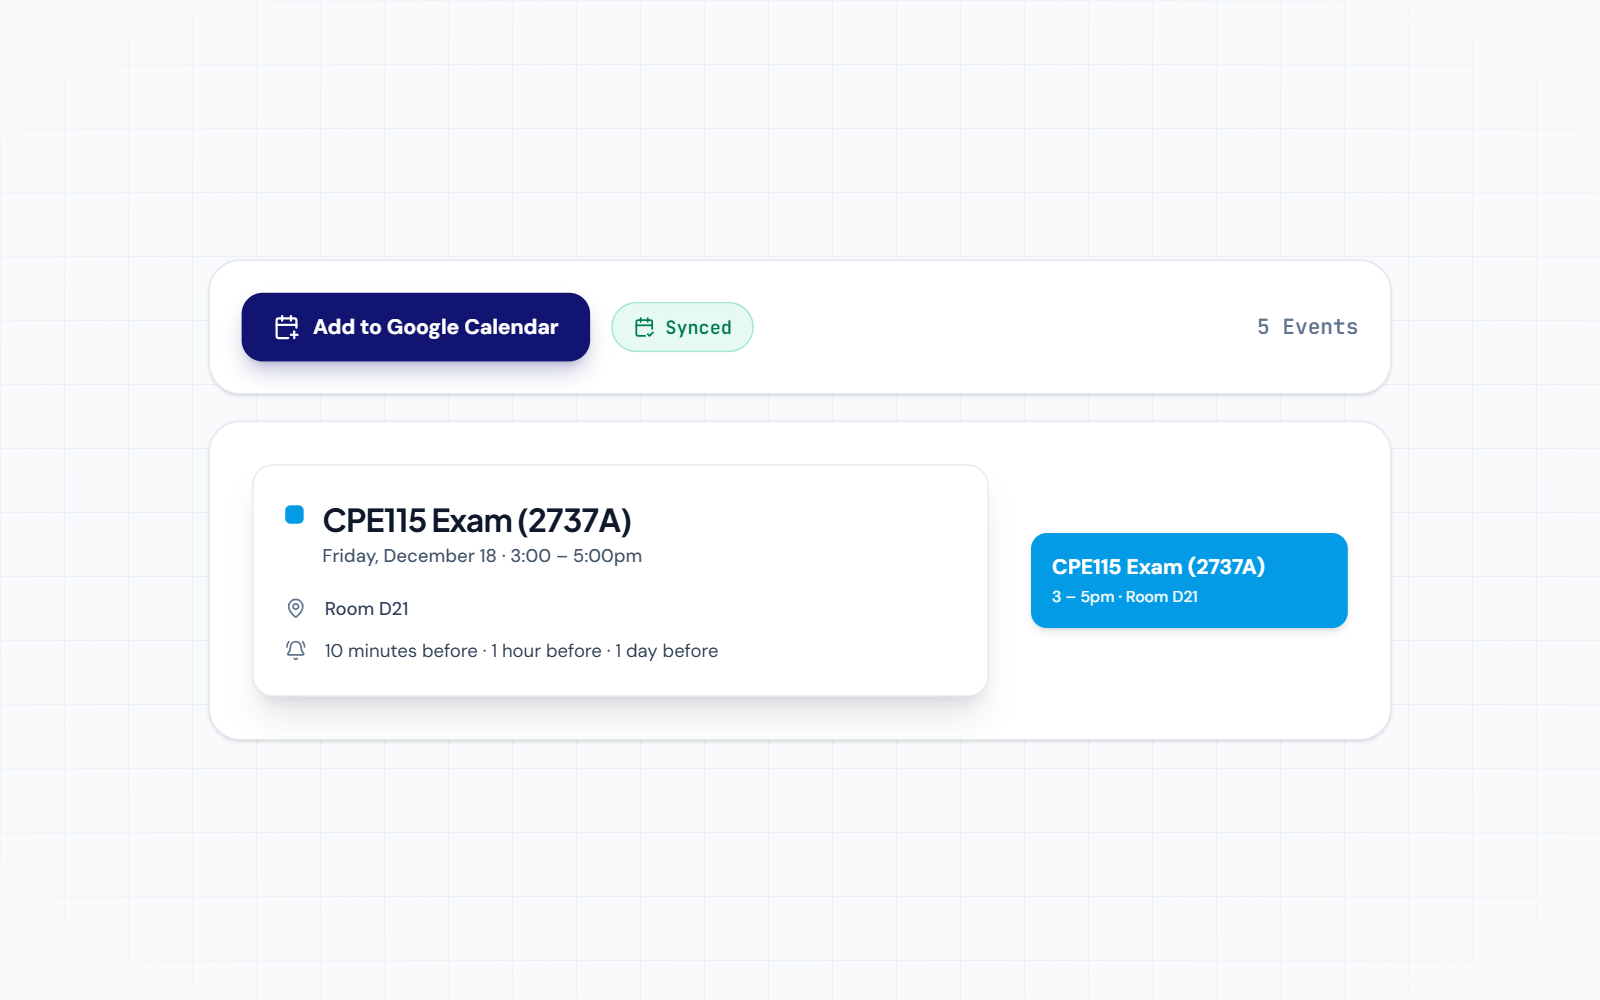 Add to Google Calendar
Synced
5 Events
CPE115 Exam (2737A)
Friday, December 18 · 3:00 – 5:00pm
Room D21
10 minutes before · 1 hour before · 1 day before
CPE115 Exam (2737A)
3 – 5pm · Room D21